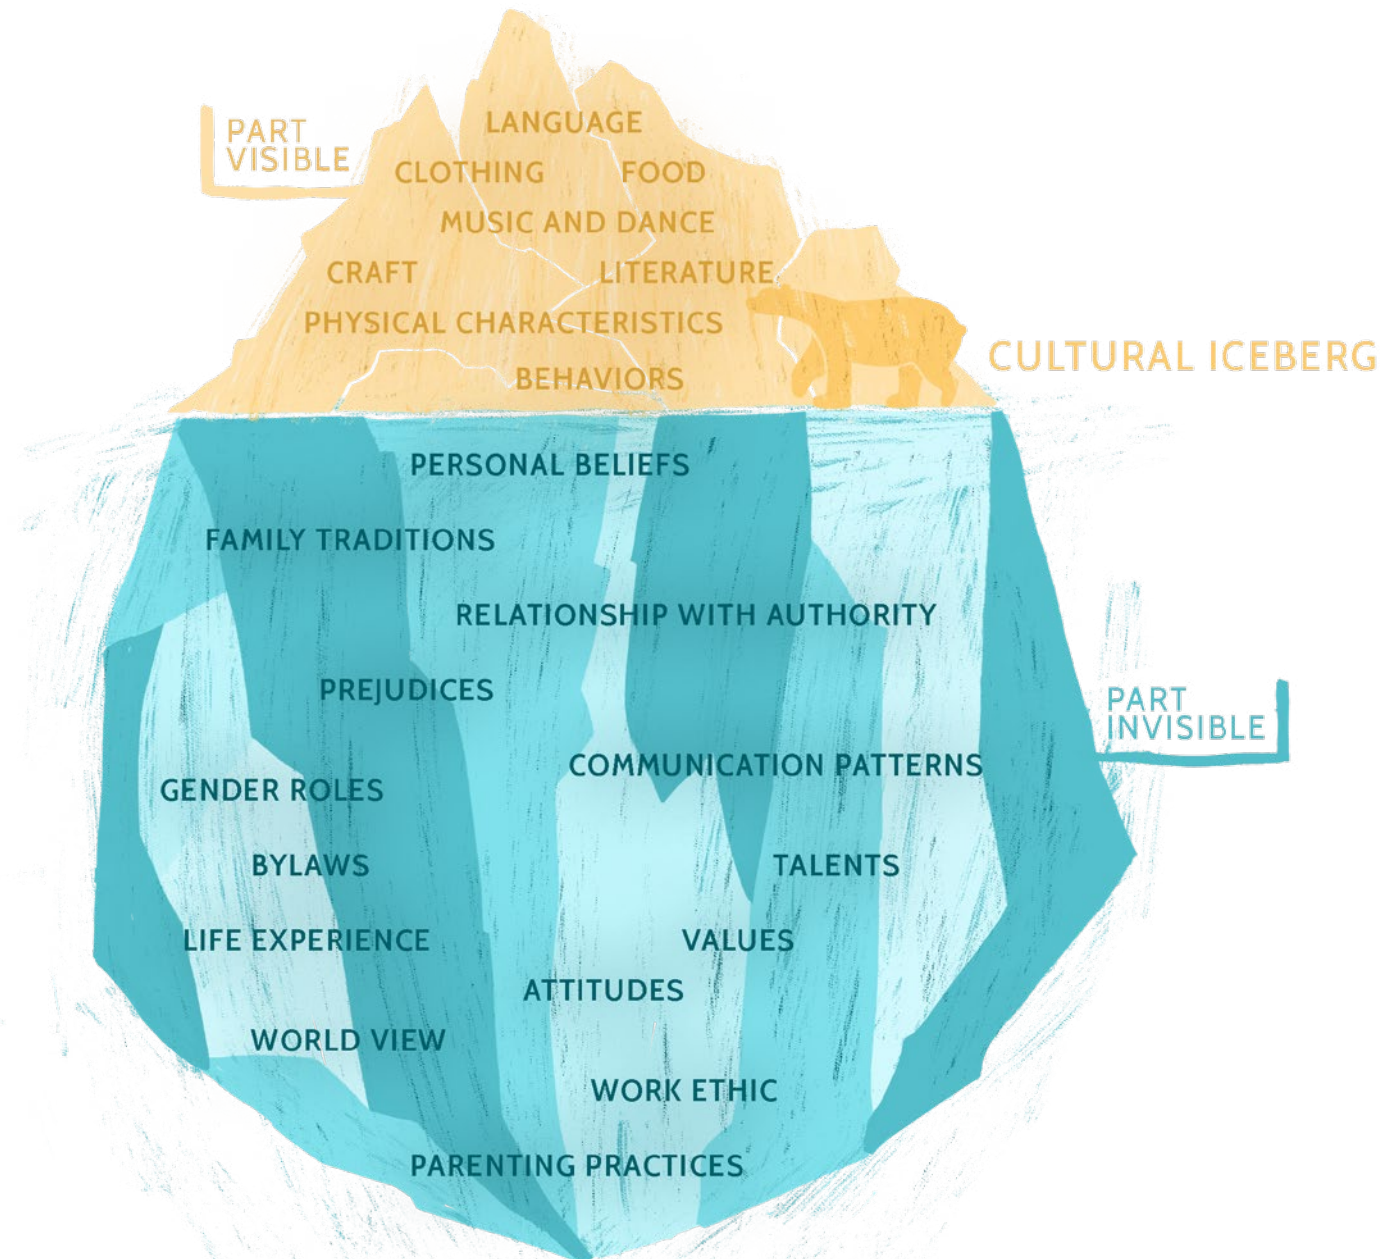 LANGUAGE
PART
VISIBLE
CLOTHING FOOD
MUSIC AND DANCE
CRAFT LITERATURE
PHYSICAL CHARACTERISTICS
CULTURAL ICEBERG
BEHAVIORS
PERSONAL BELIEFS
FAMILY TRADITIONS
RELATIONSHIP WITH AUTHORITY
PREJUDICES
PART
INVISIBLE
COMMUNICATION PATTERNS
GENDER ROLES
BYLAWS TALENTS
LIFE EXPERIENCE VALUES
ATTITUDES
WORLD VIEW
WORK ETHIC
PARENTING PRACTICES